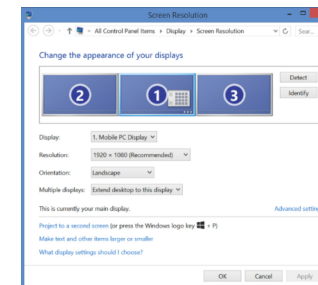 Screen Resolution
All Control Panel Items Display Screen Resolution
Sear...
Change the appearance of your displays
2 1 3
Detect
Identify
Display: 1. Mobile PC Display
Resolution: 1920 × 1080 (Recommended)
Orientation: Landscape
Multiple displays: Extend desktop to this display
This is currently your main display. Advanced settin
Project to a second screen (or press the Windows logo key + P)
Make text and other items larger or smaller
What display settings should I choose?
OK Cancel Apply